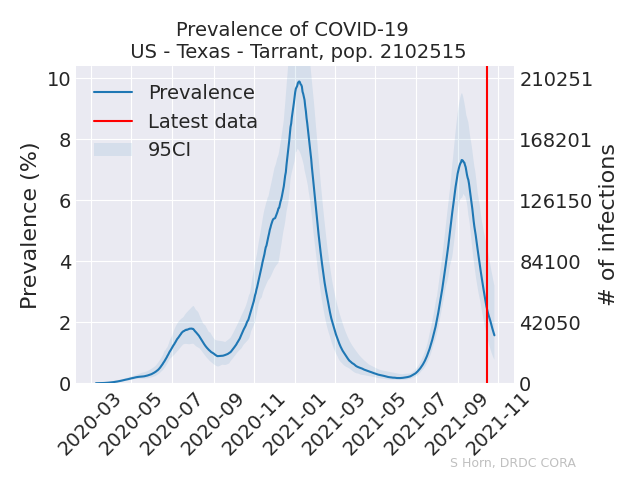 Prevalence of COVID-19
US - Texas - Tarrant, pop. 2102515
Prevalence
Latest data
95CI
Prevalence (%)
10
8
6
4
2
0
210251
168201
126150
84100
42050
0
# of infections
2020-03
2020-05
2020-07
2020-09
2020-11
2021-01
2021-03
2021-05
2021-07
2021-09
2021-11
S Horn, DRDC CORA